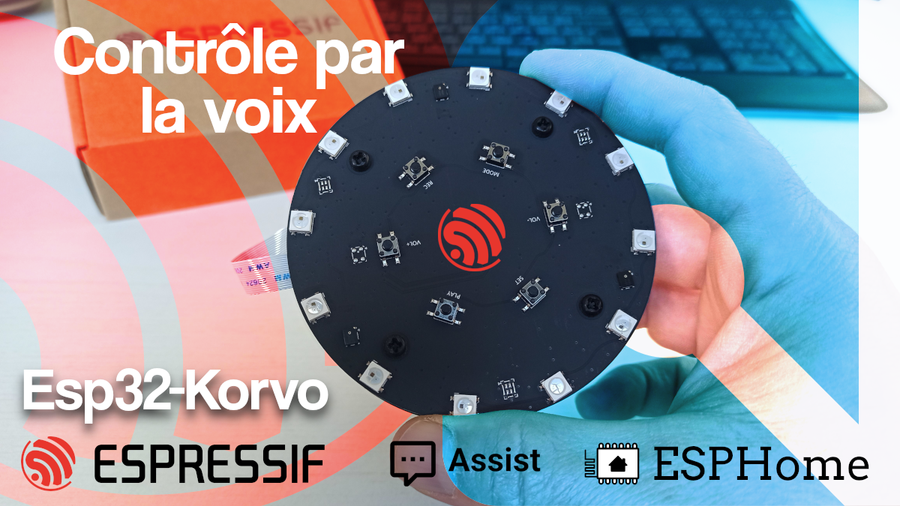 Contrôle par
la voix
MODE
REC
VOL-
VOL+
SET
PLAY
Esp32-Korvo
ESPRESSIF
Assist
ESPHome